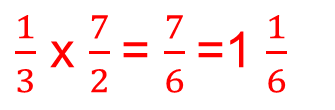 1/3 x 7/2 = 7/6 =1 1/6